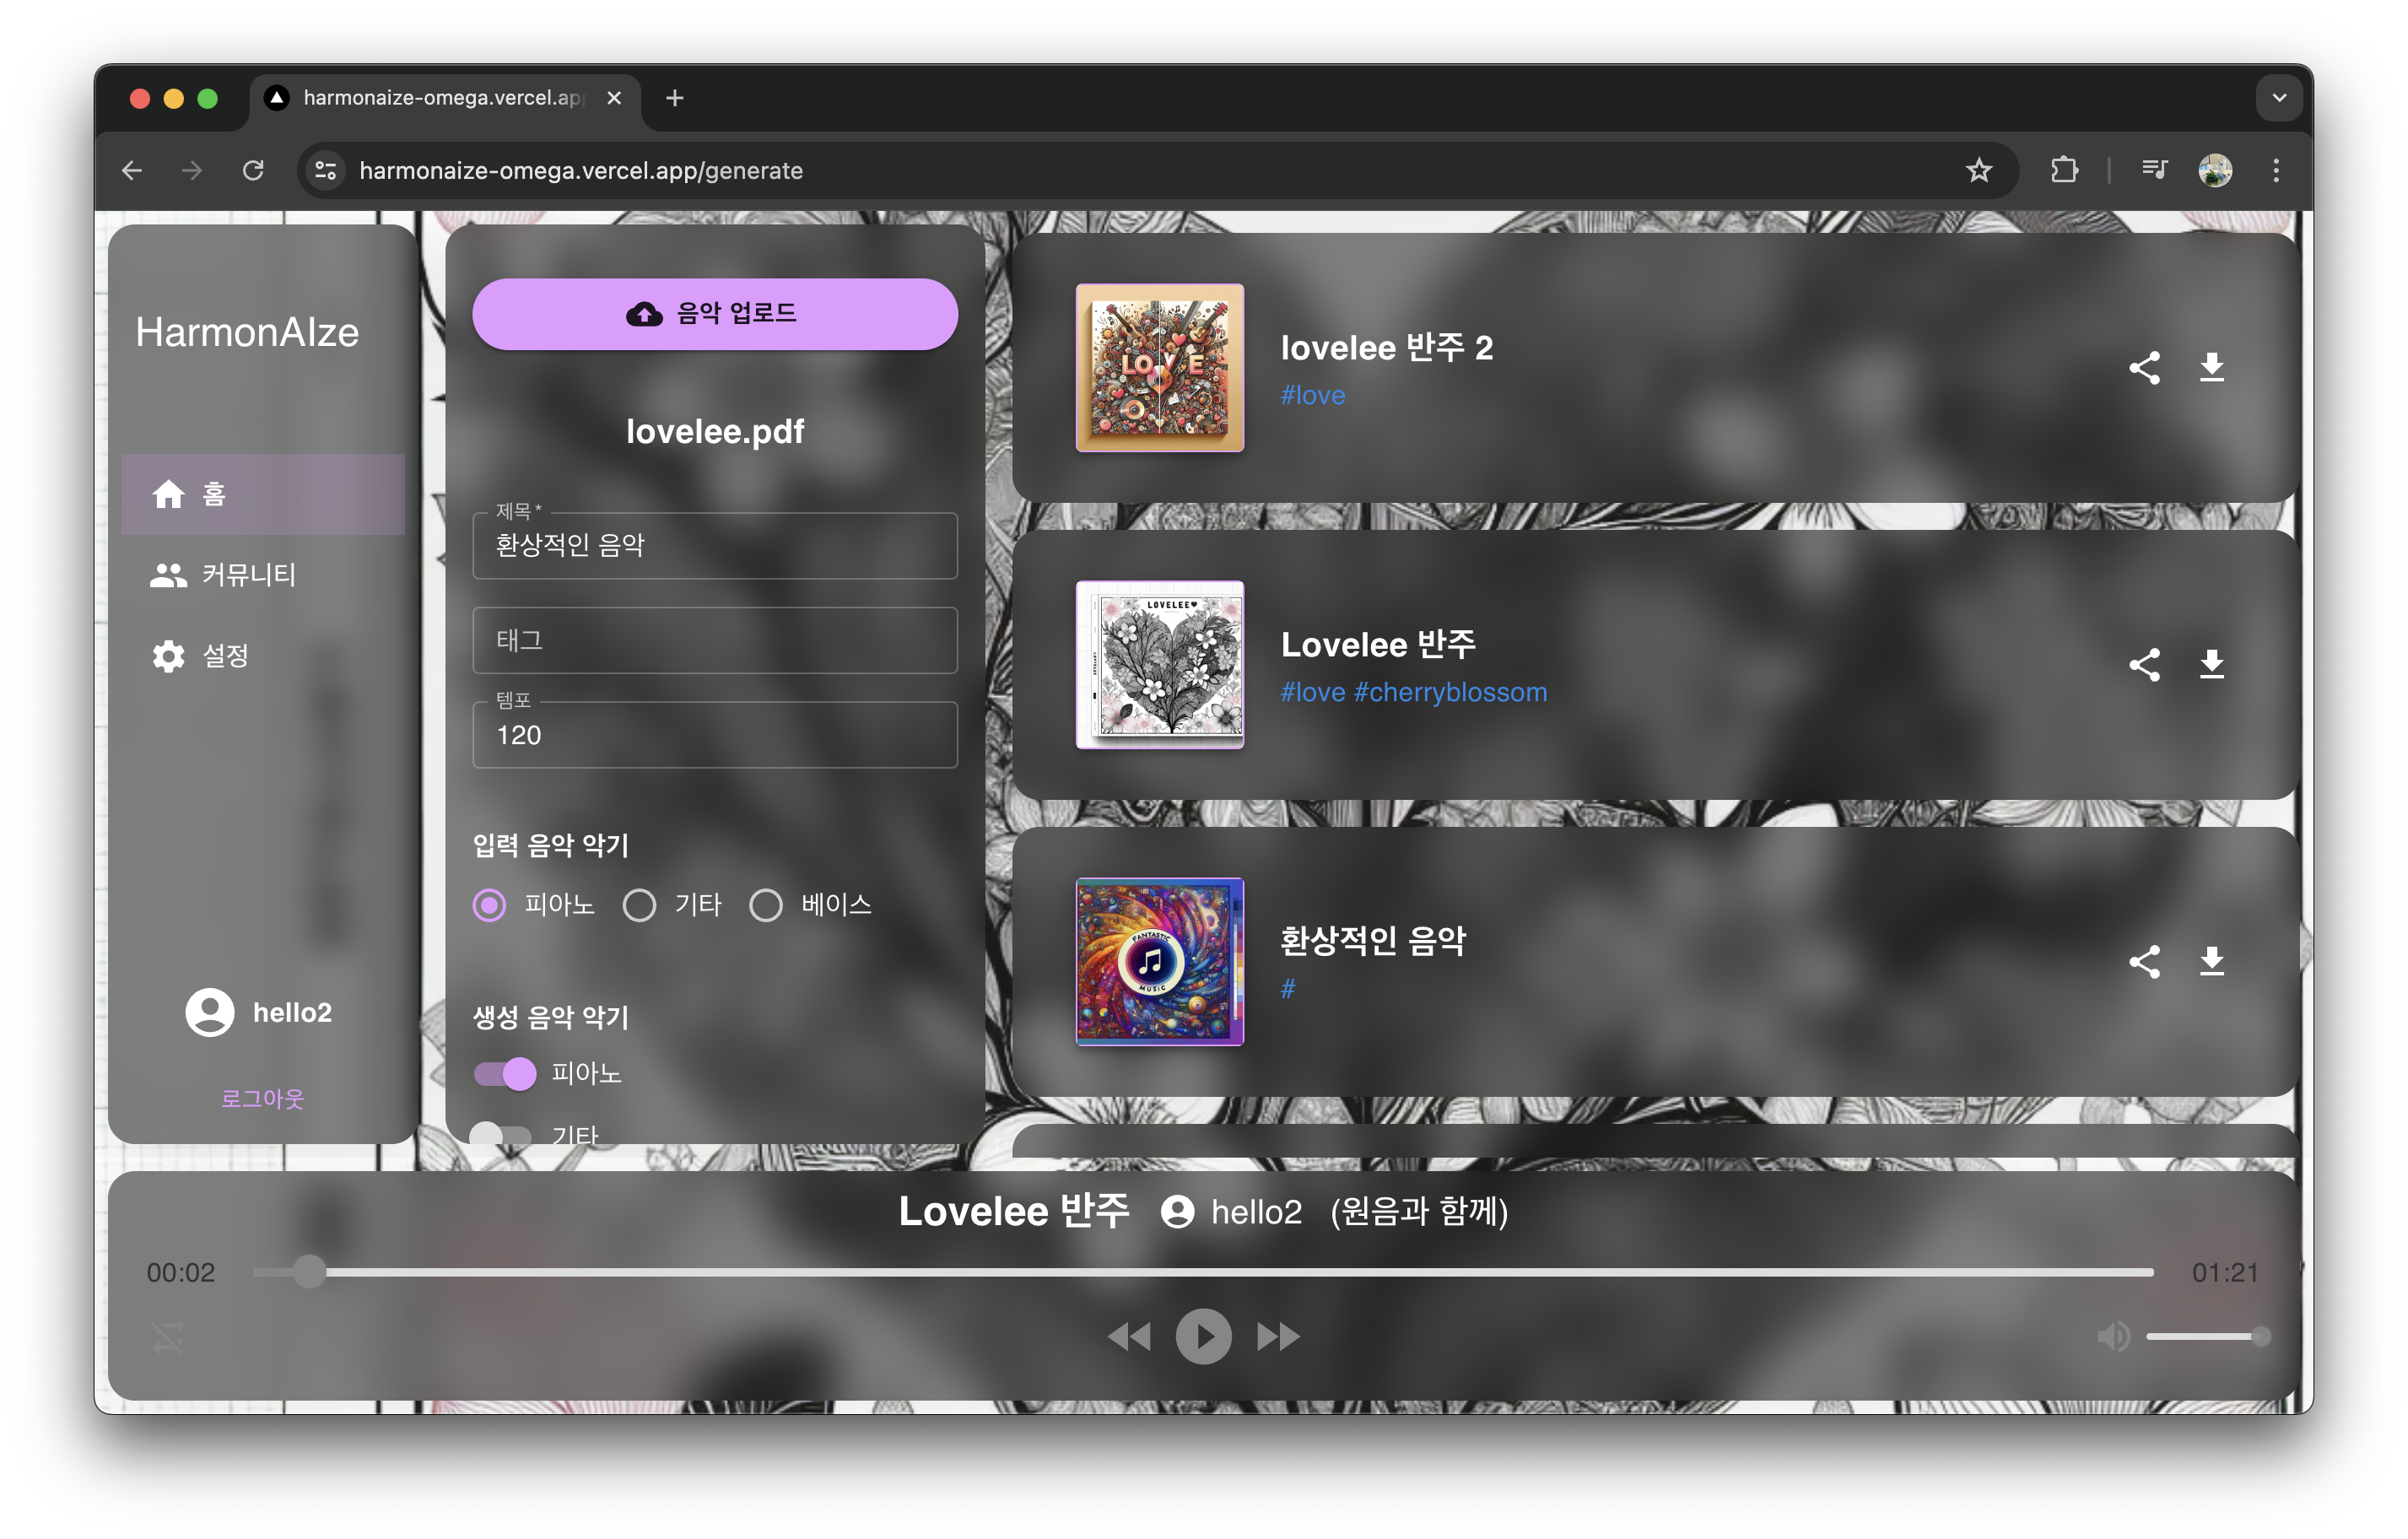 harmonaize-omega.vercel.ap
harmonaize-omega.vercel.app/generate
HarmonAIze
홈
커뮤니티
설정
hello2
로그아웃
음악 업로드
lovelee.pdf
제목 *
환상적인 음악
태그
템포
120
입력 음악 악기
피아노 기타 베이스
생성 음악 악기
피아노
기타
LOVE
lovelee 반주 2
#love
LOVELEE♥
Lovelee 반주
#love #cherryblossom
FANTASTIC
MUSIC
환상적인 음악
#
Lovelee 반주 hello2 (원음과 함께)
00:02
01:21